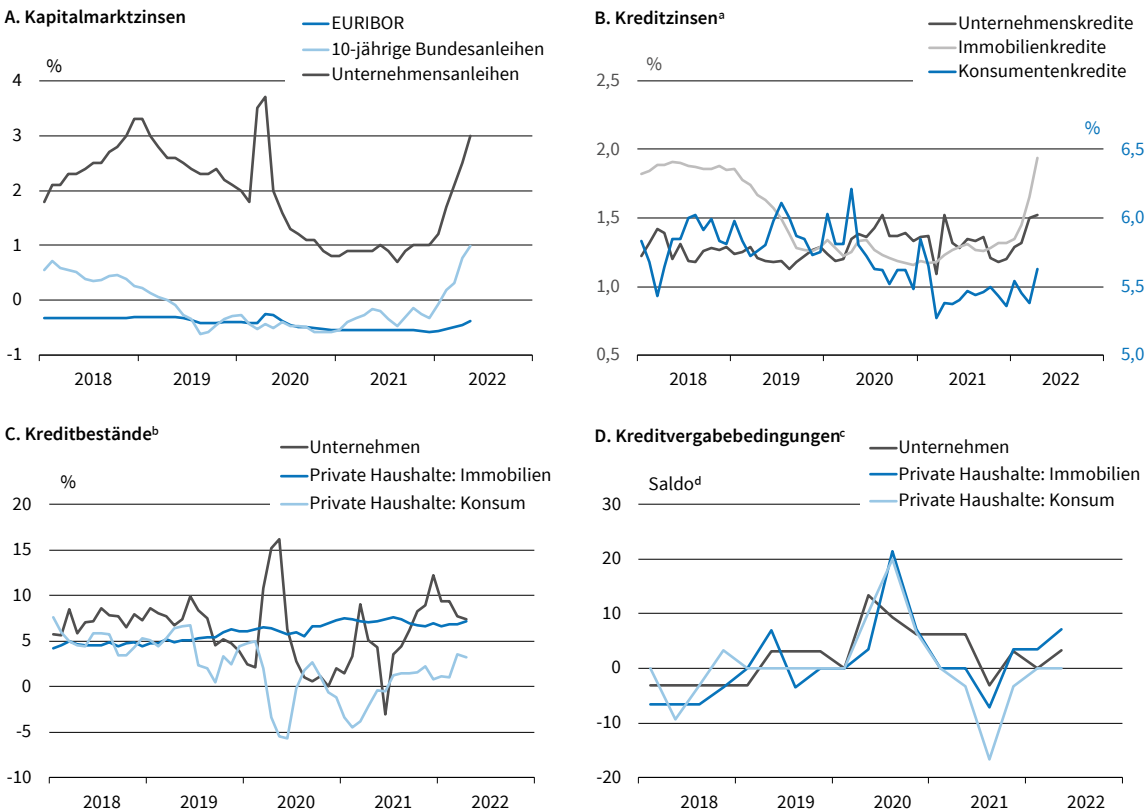 A. Kapitalmarktzinsen
EURIBOR
10-jährige Bundesanleihen
Unternehmensanleihen
%
4
3
2
1
0
-1
2018 2019 2020 2021 2022
B. Kreditzinsenᵃ
Unternehmenskredite
Immobilienkredite
Konsumentenkredite
%
2,5
%
2,0 6,5
1,5 6,0
1,0 5,5
0,5 5,0
2018 2019 2020 2021 2022
C. Kreditbeständeᵇ
Unternehmen
Private Haushalte: Immobilien
Private Haushalte: Konsum
%
20
15
10
5
0
-5
-10
2018 2019 2020 2021 2022
D. Kreditvergabebedingungenᶜ
Unternehmen
Private Haushalte: Immobilien
Private Haushalte: Konsum
Saldoᵈ
30
20
10
0
-10
-20
2018 2019 2020 2021 2022